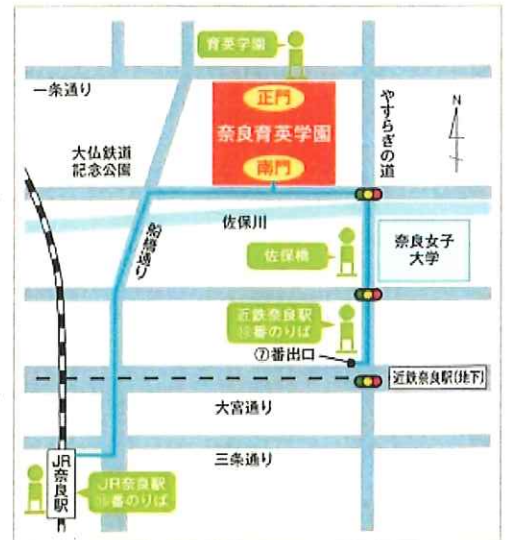 育英学園
一条通り
正門
奈良育英学園
南門
やすらぎの道
N
大仏鉄道
記念公園
船橋通り
佐保川
佐保橋
奈良女子
大学
近鉄奈良駅
番のりば
⑦番出口
近鉄奈良駅(地下)
大宮通り
三条通り
JR奈良駅
JR奈良駅
番のりば